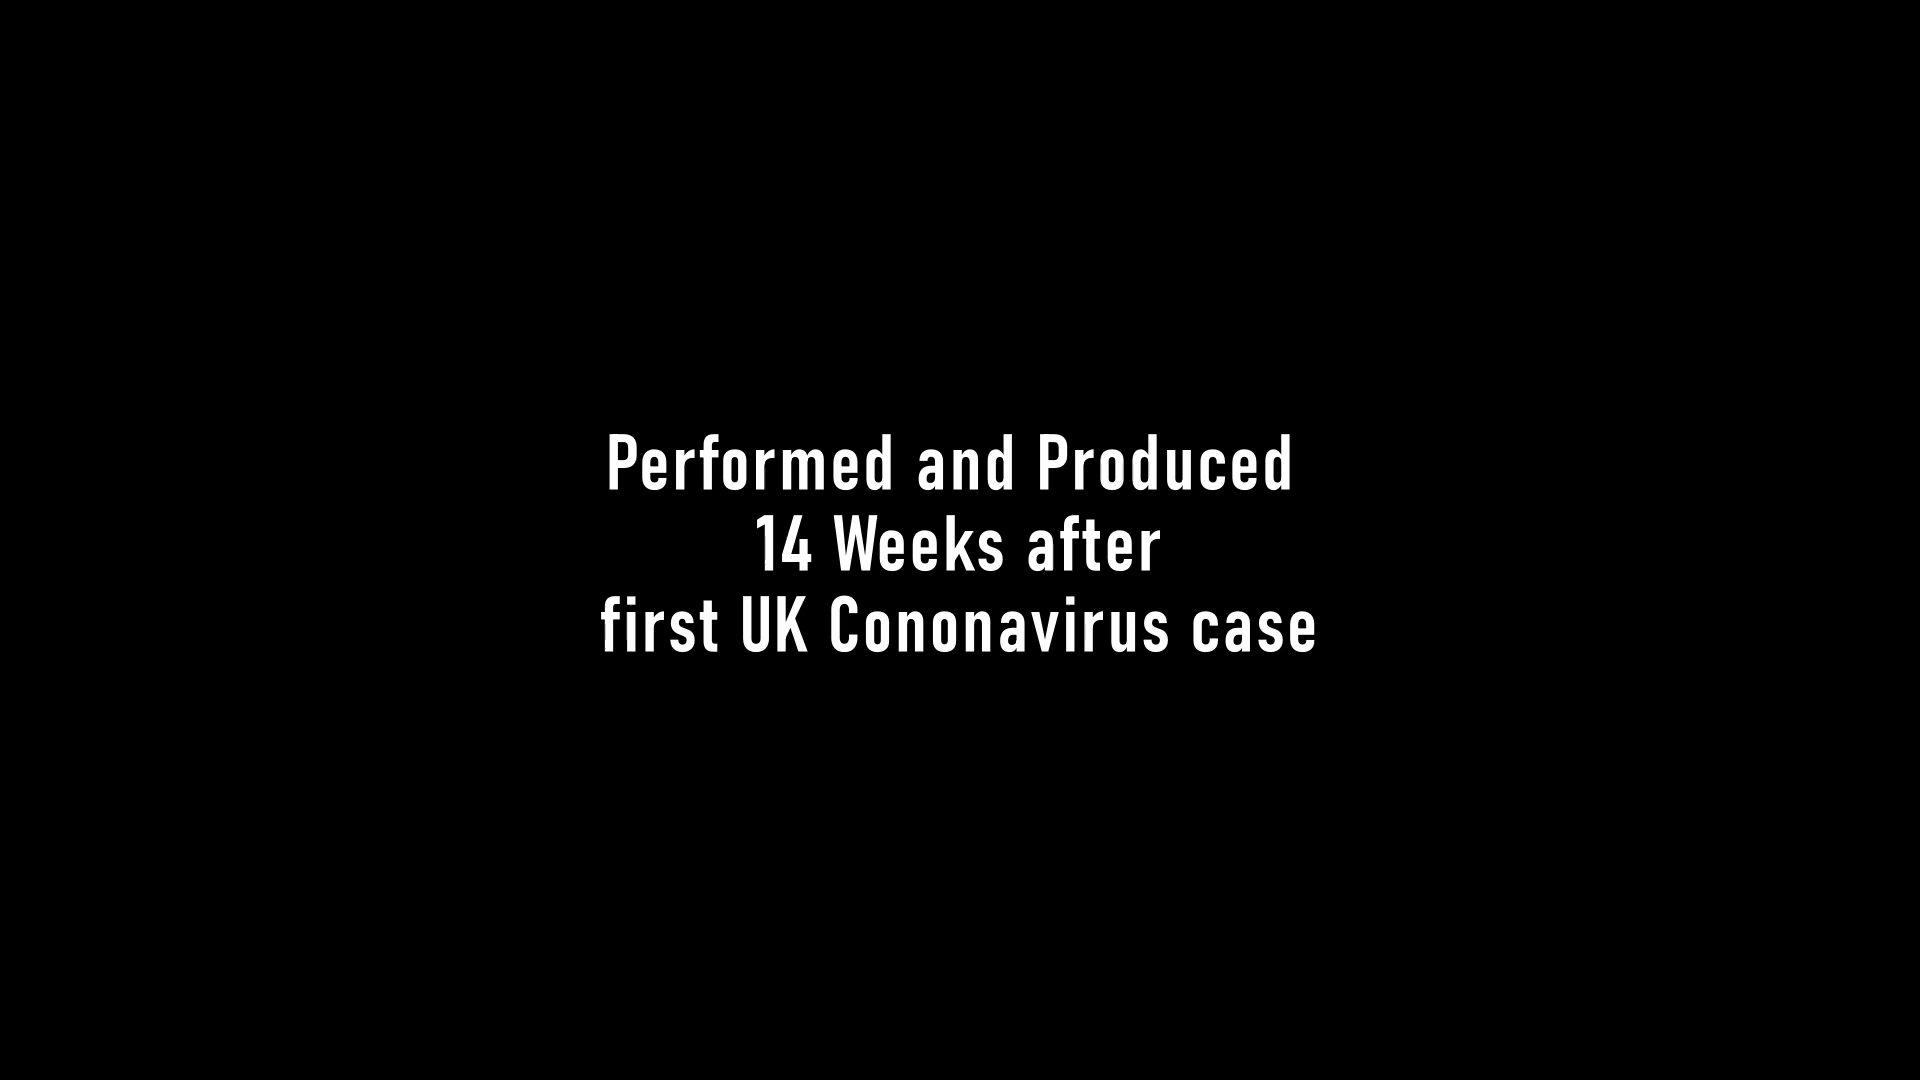 Performed and Produced
14 Weeks after
first UK Cononavirus case